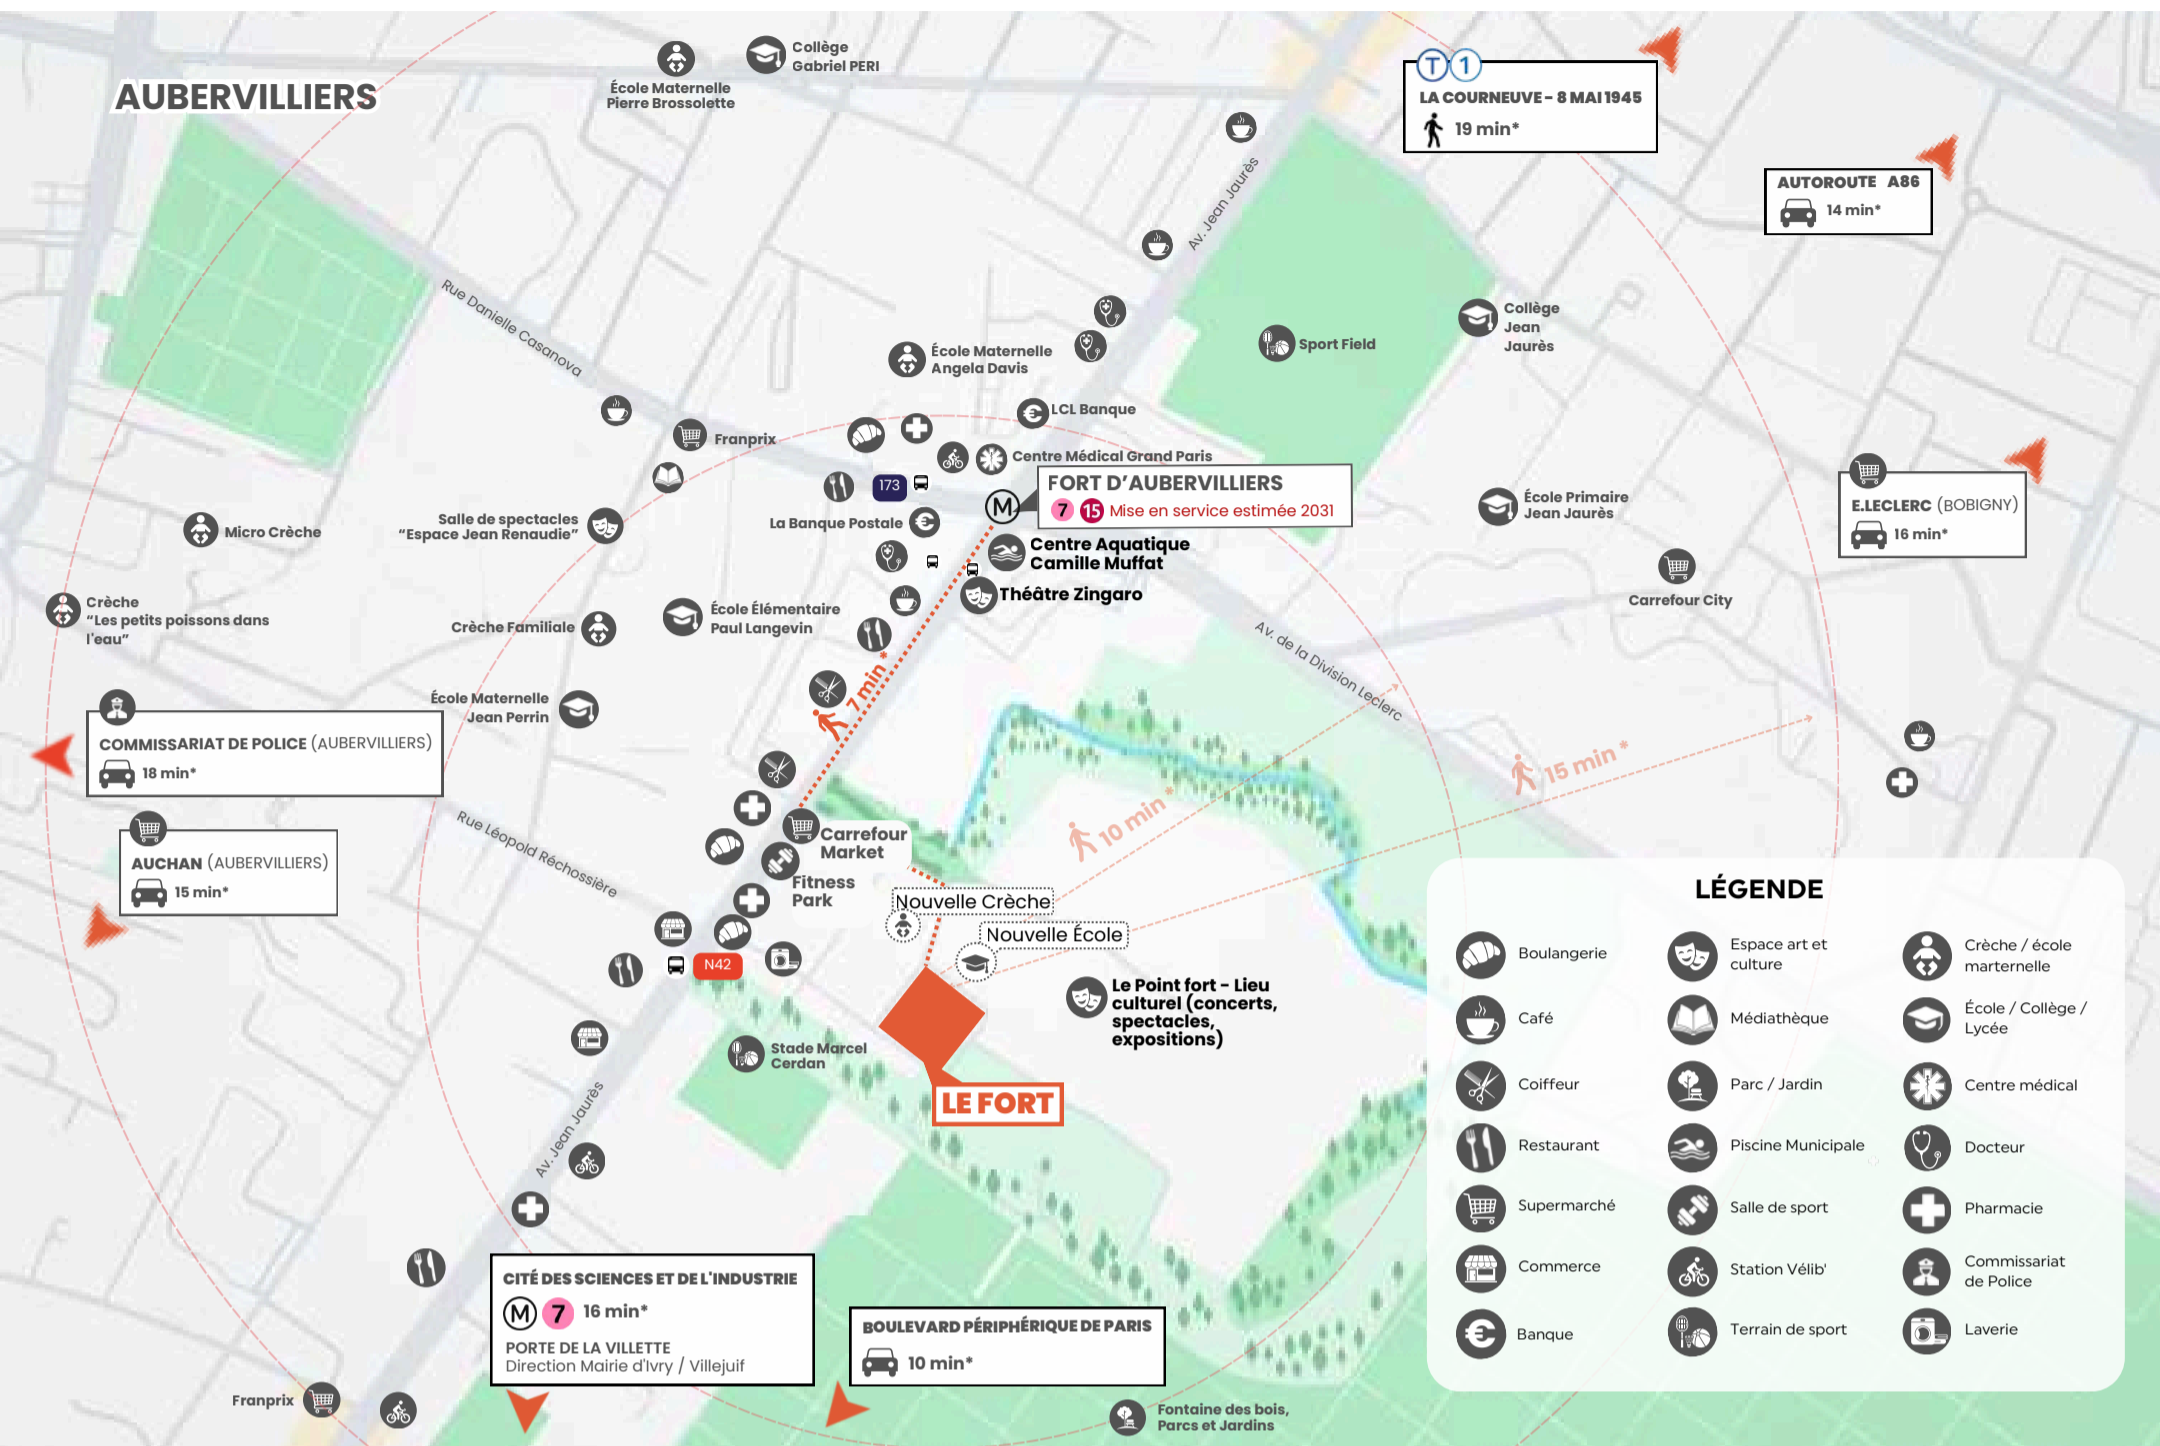 AUBERVILLIERS
École Maternelle
Pierre Brossolette
Collège
Gabriel PERI
T 1
LA COURNEUVE - 8 MAI 1945
19 min*
AUTOROUTE A86
14 min*
Av. Jean Jaurès
Rue Danielle Casanova
Collège
Jean
Jaurès
Sport Field
École Maternelle
Angela Davis
LCL Banque
Franprix
Centre Médical Grand Paris
173
M
FORT D'AUBERVILLIERS
7 15 Mise en service estimée 2031
E.LECLERC (BOBIGNY)
16 min*
École Primaire
Jean Jaurès
Salle de spectacles
“Espace Jean Renaudie”
La Banque Postale
Micro Crèche
Centre Aquatique
Camille Muffat
Théâtre Zingaro
Carrefour City
Crèche
“Les petits poissons dans
l'eau”
Crèche Familiale
École Élémentaire
Paul Langevin
Av. de la Division Leclerc
7 min *
École Maternelle
Jean Perrin
COMMISSARIAT DE POLICE (AUBERVILLIERS)
18 min*
15 min *
10 min *
Rue Léopold Réchossière
AUCHAN (AUBERVILLIERS)
15 min*
Carrefour
Market
Fitness
Park
Nouvelle Crèche
Nouvelle École
N42
Le Point fort - Lieu
culturel (concerts,
spectacles,
expositions)
Stade Marcel
Cerdan
LE FORT
Av. Jean Jaurès
CITÉ DES SCIENCES ET DE L'INDUSTRIE
M 7 16 min*
PORTE DE LA VILLETTE
Direction Mairie d'Ivry / Villejuif
BOULEVARD PÉRIPHÉRIQUE DE PARIS
10 min*
Franprix
Fontaine des bois,
Parcs et Jardins
LÉGENDE
Boulangerie
Café
Coiffeur
Restaurant
Supermarché
Commerce
Banque
Espace art et
culture
Médiathèque
Parc / Jardin
Piscine Municipale
Salle de sport
Station Vélib'
Terrain de sport
Crèche / école
marternelle
École / Collège /
Lycée
Centre médical
Docteur
Pharmacie
Commissariat
de Police
Laverie